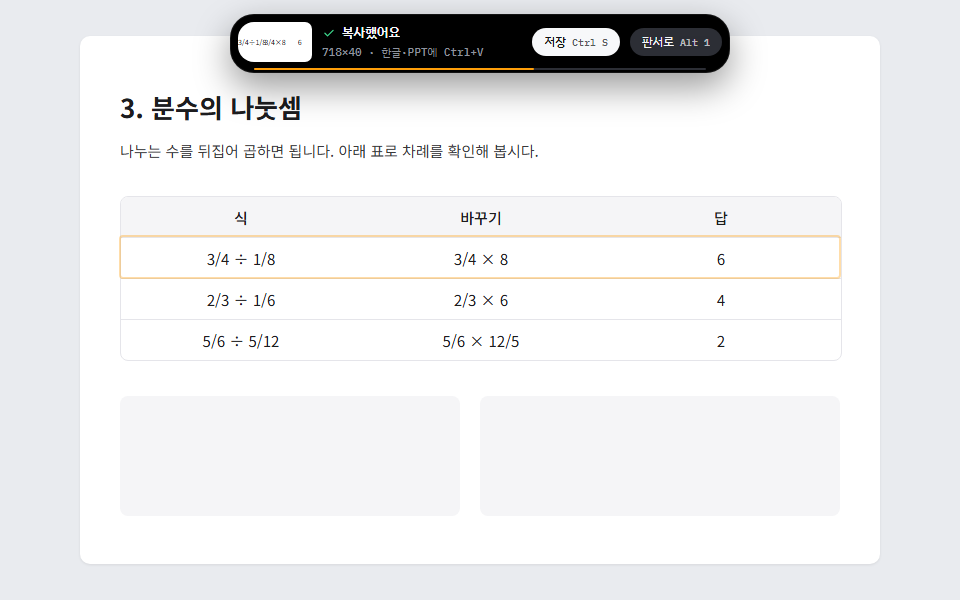 3/4÷1/8 3/4×8 6
복사했어요
718×40 · 한글·PPT에 Ctrl+V
저장 Ctrl S
판서로 Alt 1
3. 분수의 나눗셈
나누는 수를 뒤집어 곱하면 됩니다. 아래 표로 차례를 확인해 봅시다.
식 바꾸기 답
3/4 ÷ 1/8 3/4 × 8 6
2/3 ÷ 1/6 2/3 × 6 4
5/6 ÷ 5/12 5/6 × 12/5 2